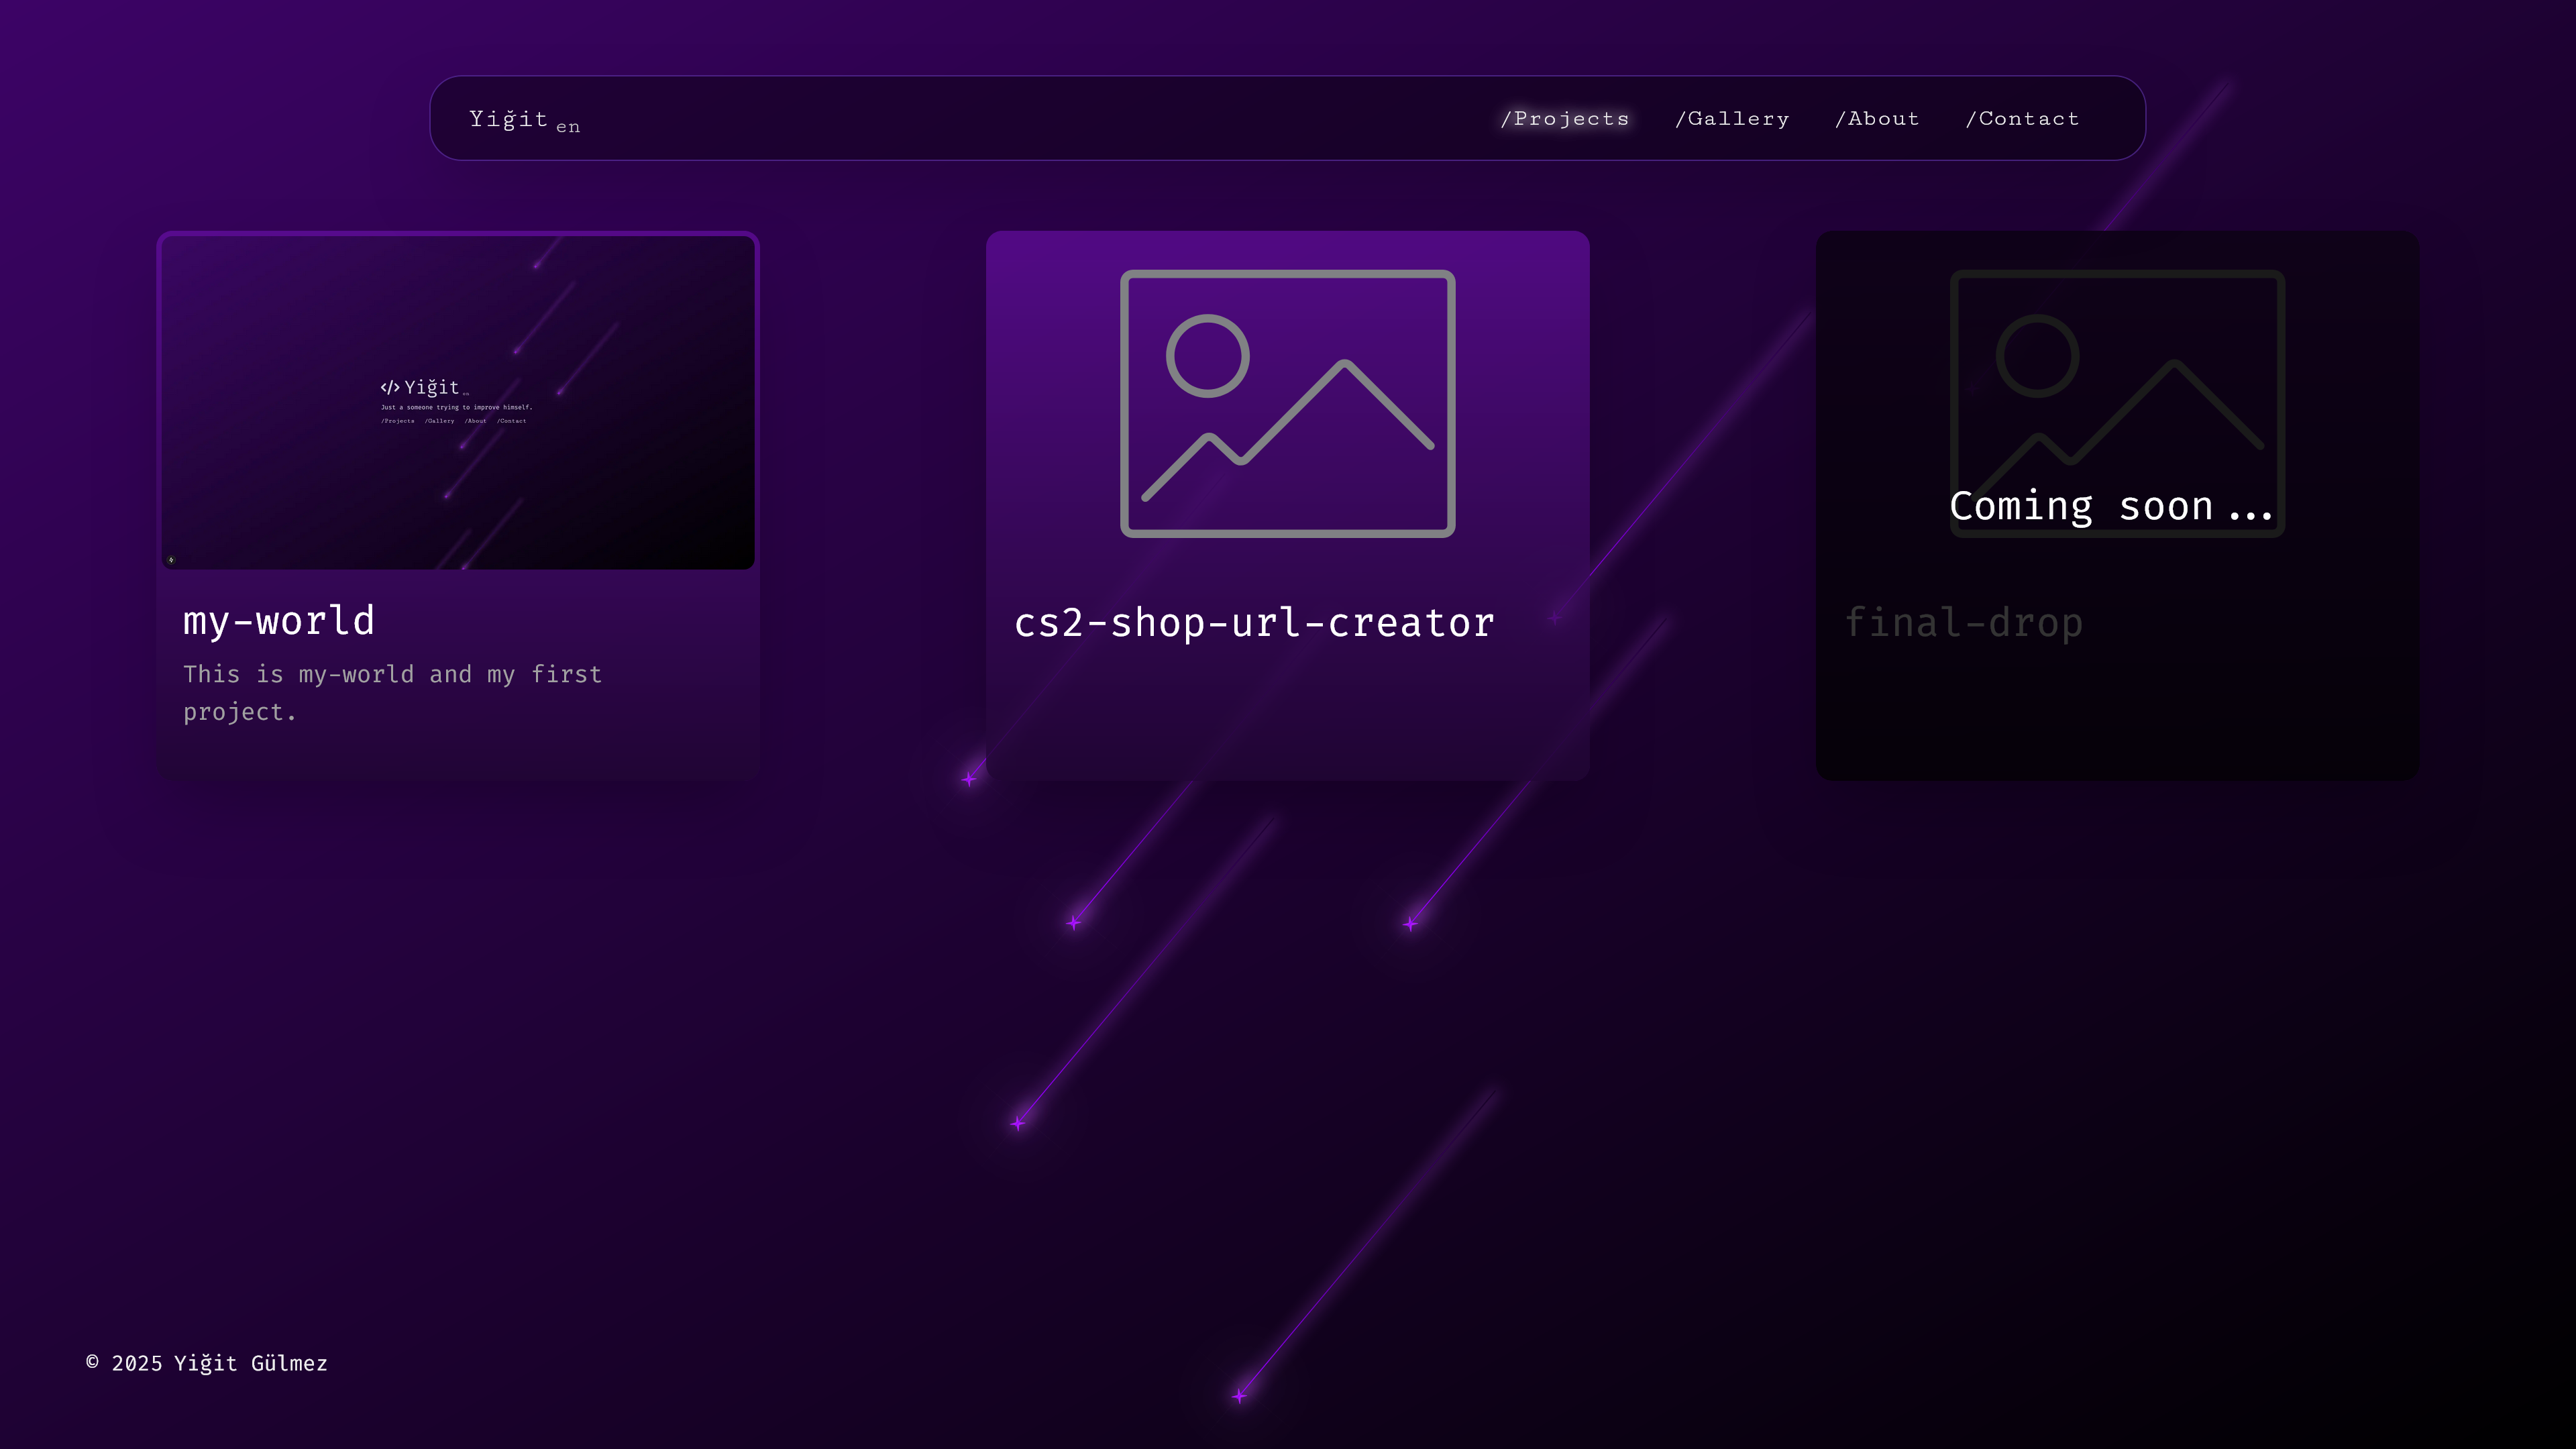 Yiğit en
/Projects /Gallery /About /Contact
</> Yiğit en
Just a someone trying to improve himself.
/Projects /Gallery /About /Contact
my-world
This is my-world and my first
project.
cs2-shop-url-creator
Coming soon...
final-drop
© 2025 Yiğit Gülmez